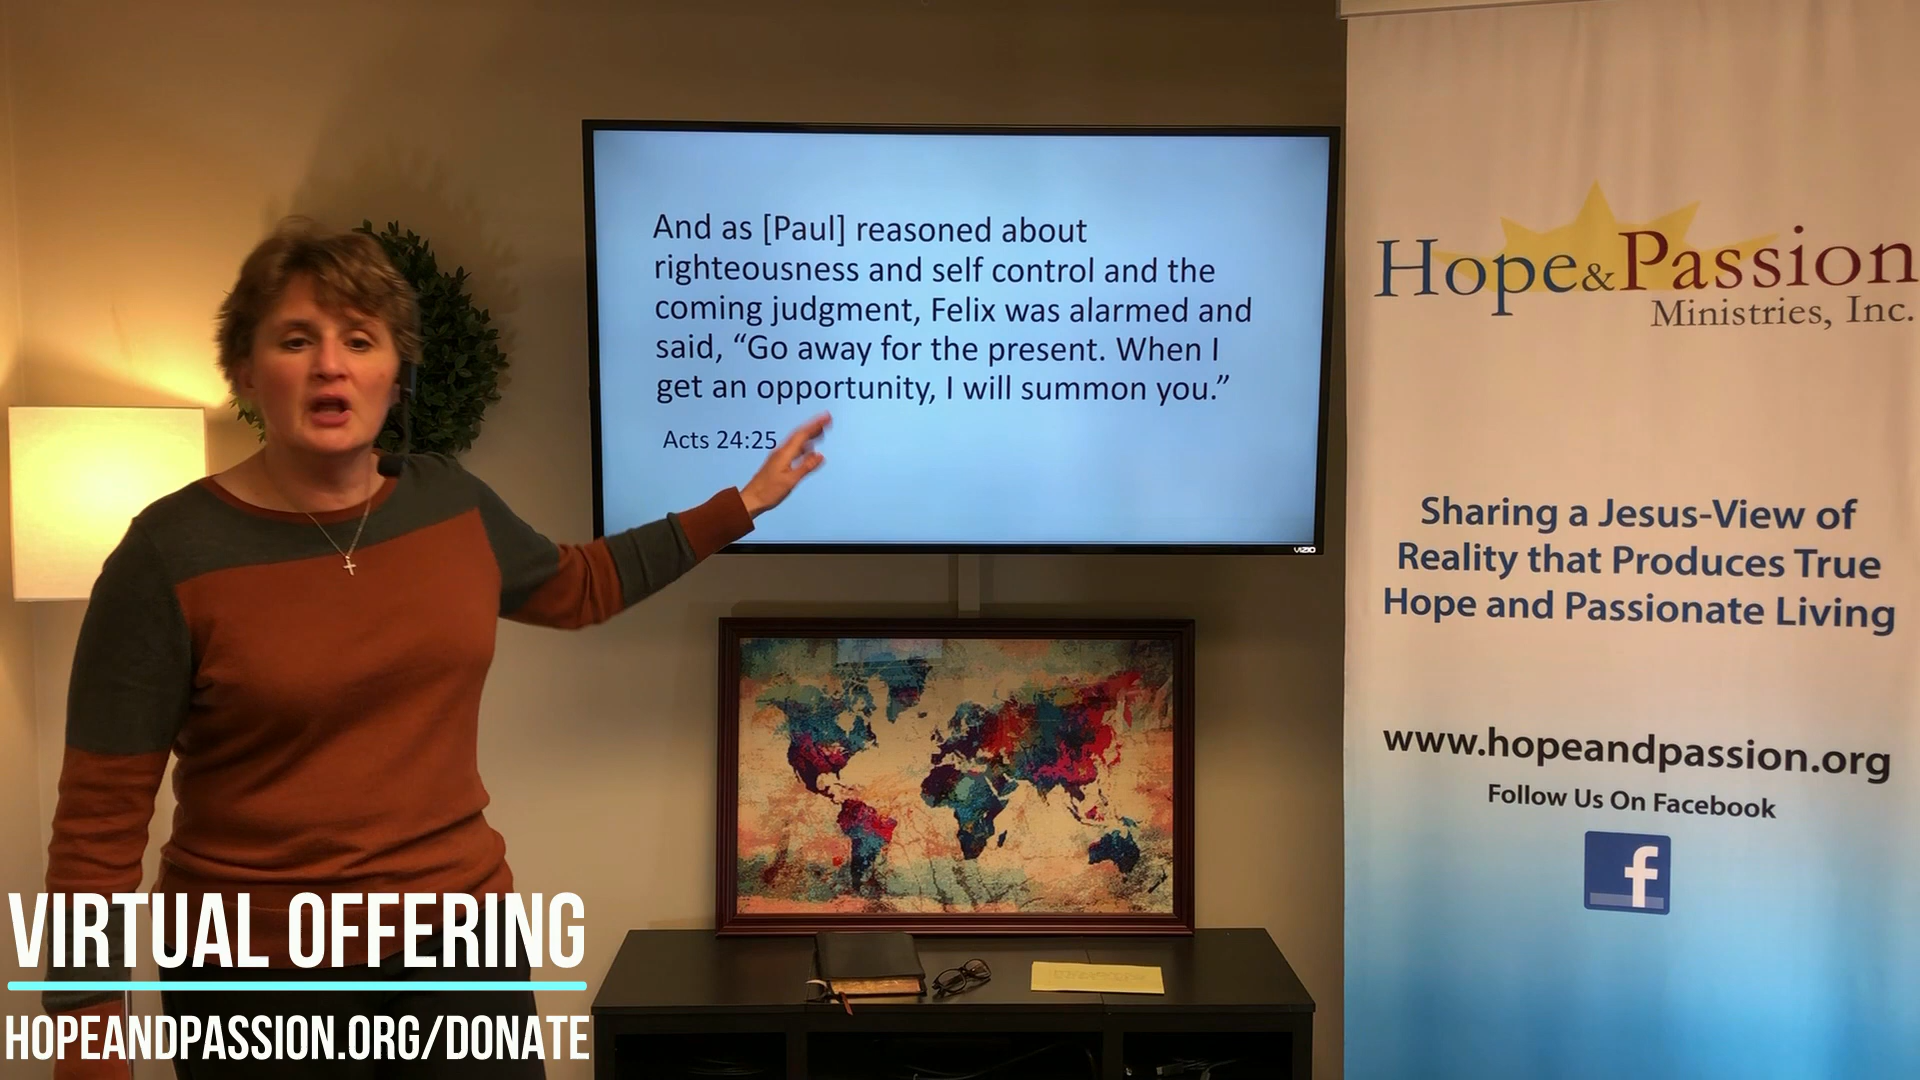 And as [Paul] reasoned about
righteousness and self control and the
coming judgment, Felix was alarmed and
said, “Go away for the present. When I
get an opportunity, I will summon you.”
Acts 24:25
VIZIO
Hope&Passion
Ministries, Inc.
Sharing a Jesus-View of
Reality that Produces True
Hope and Passionate Living
www.hopeandpassion.org
Follow Us On Facebook
f
VIRTUAL OFFERING
HOPEANDPASSION.ORG/DONATE